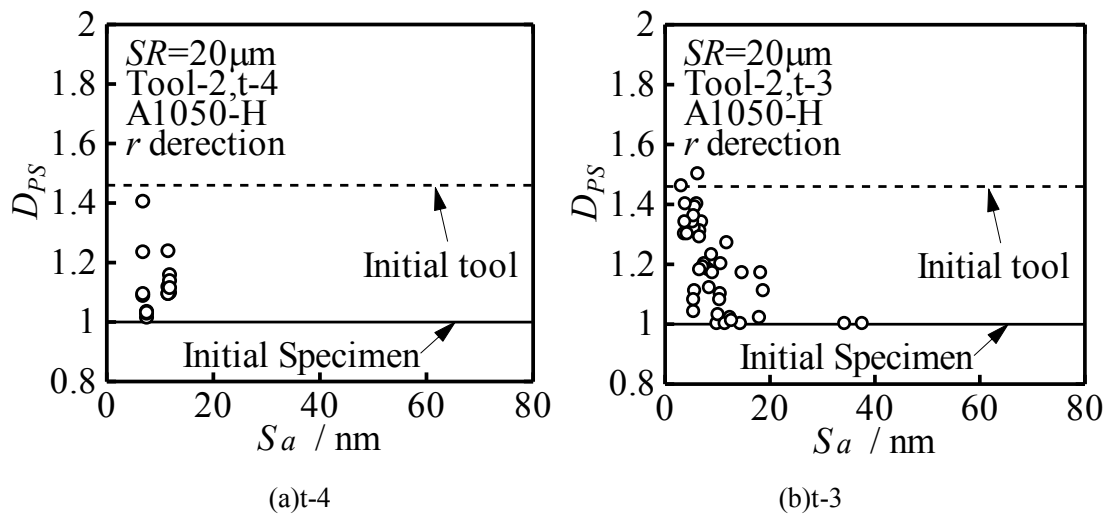 2
1.8
1.6
1.4
1.2
1
0.8
D_PS
SR=20μm
Tool-2,t-4
A1050-H
r derection
Initial tool
Initial Specimen
0 20 40 60 80
Sa / nm
(a)t-4
2
1.8
1.6
1.4
1.2
1
0.8
D_PS
SR=20μm
Tool-2,t-3
A1050-H
r derection
Initial tool
Initial Specimen
0 20 40 60 80
Sa / nm
(b)t-3